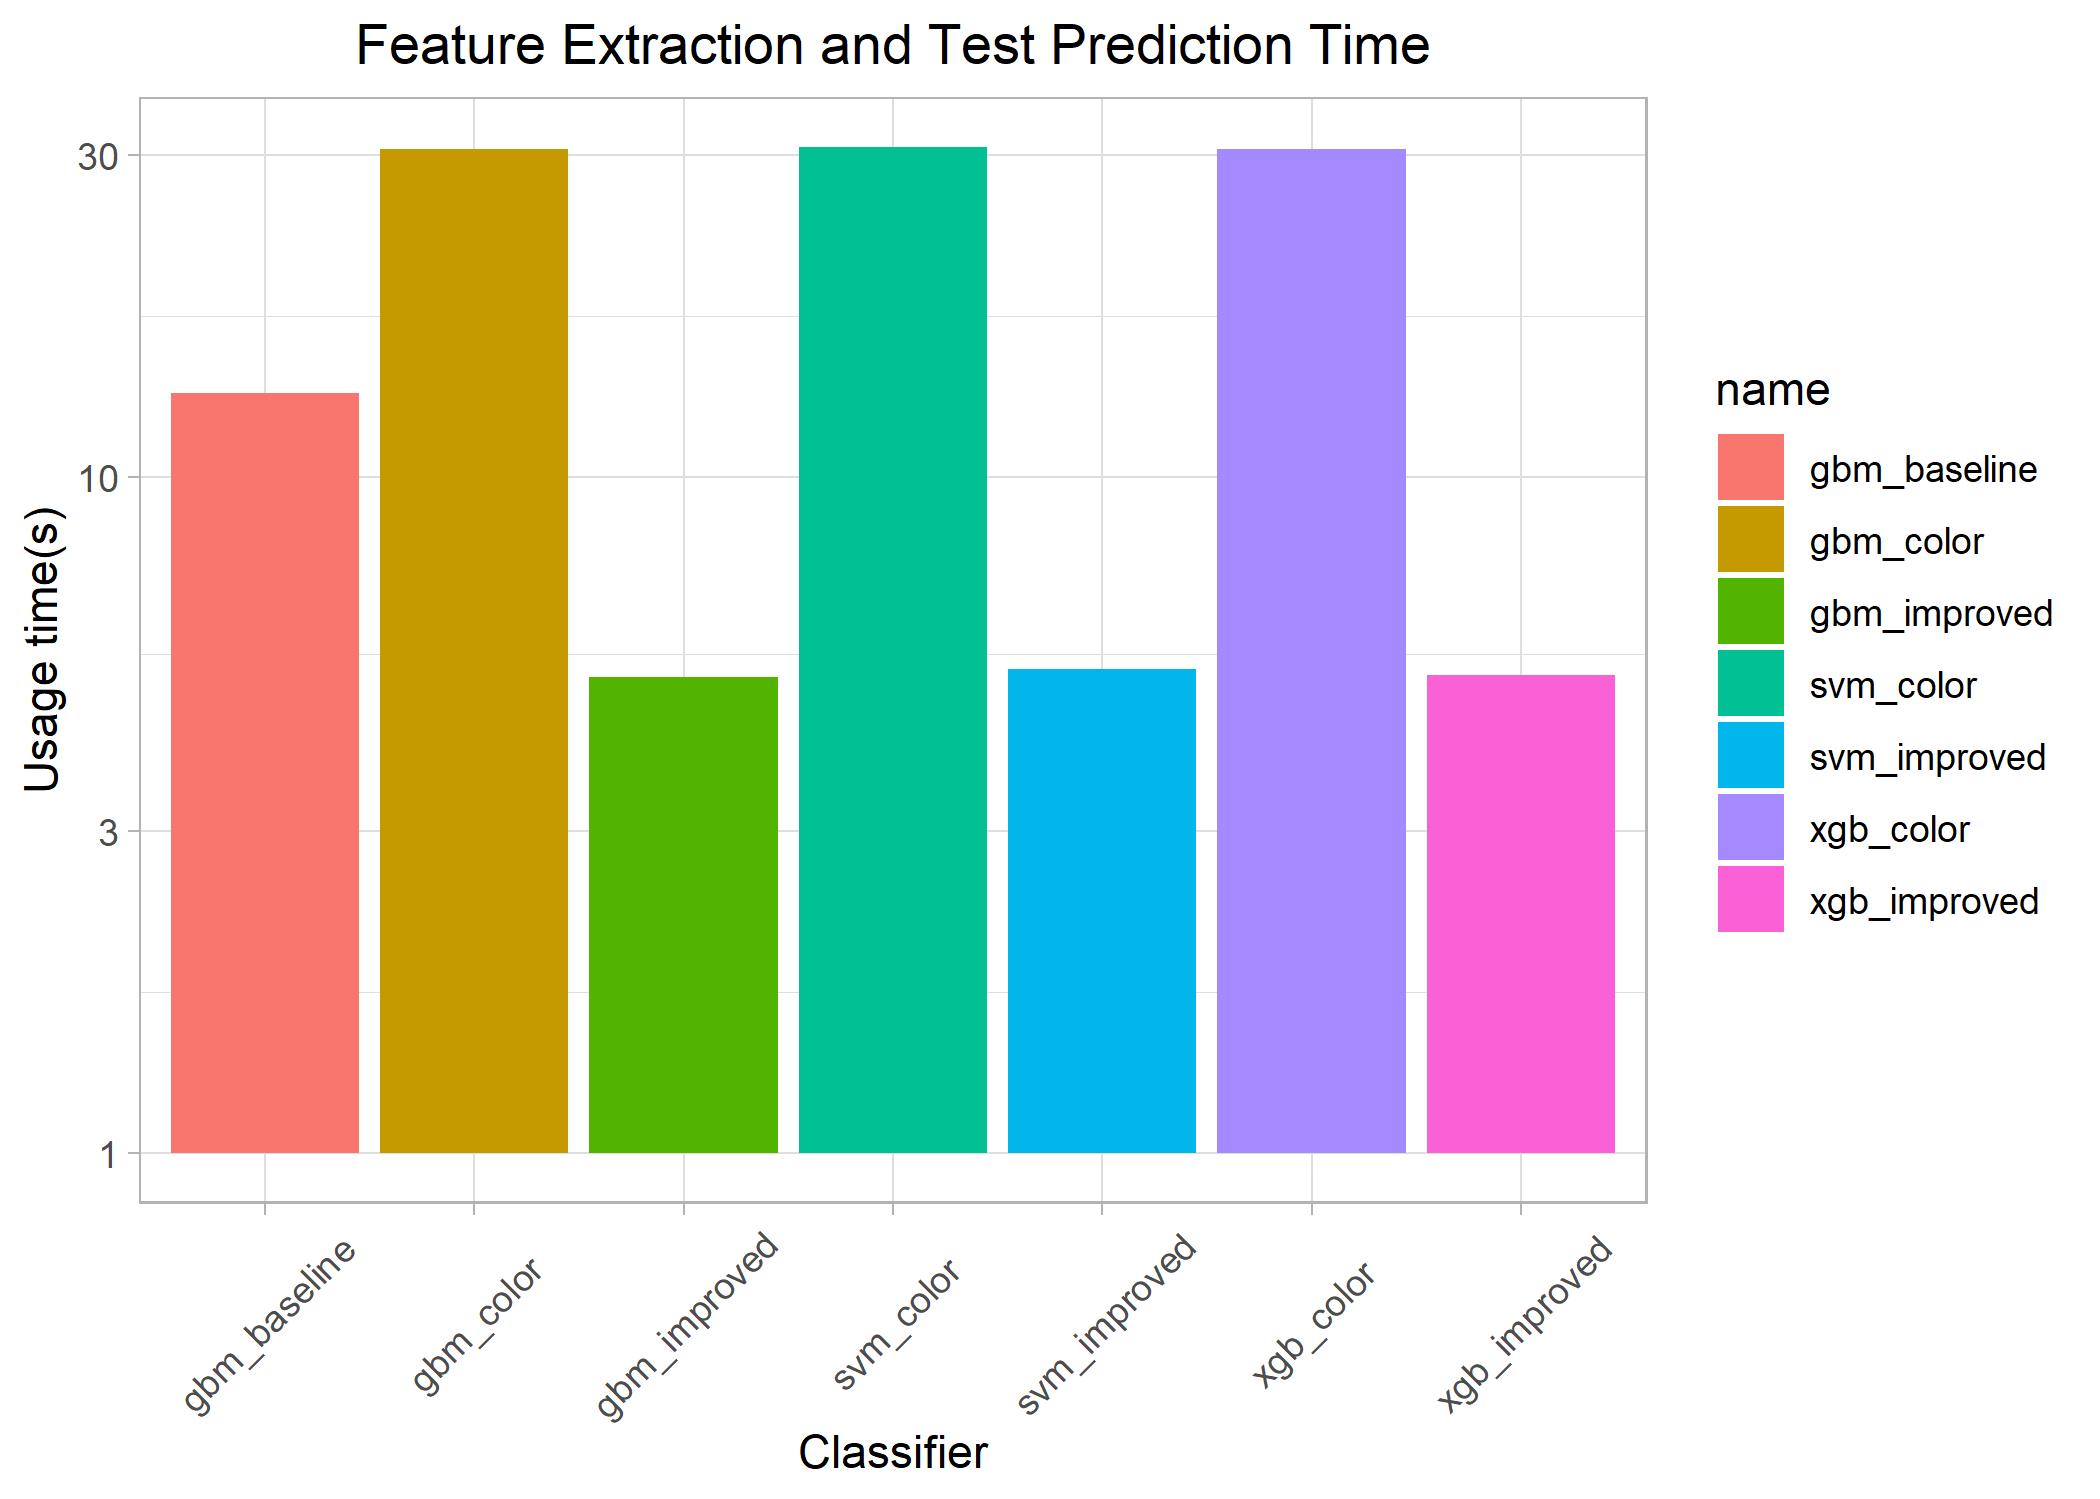 Feature Extraction and Test Prediction Time
Usage time(s)
30
10
3
1
gbm_baseline
gbm_color
gbm_improved
svm_color
svm_improved
xgb_color
xgb_improved
Classifier
name
gbm_baseline
gbm_color
gbm_improved
svm_color
svm_improved
xgb_color
xgb_improved